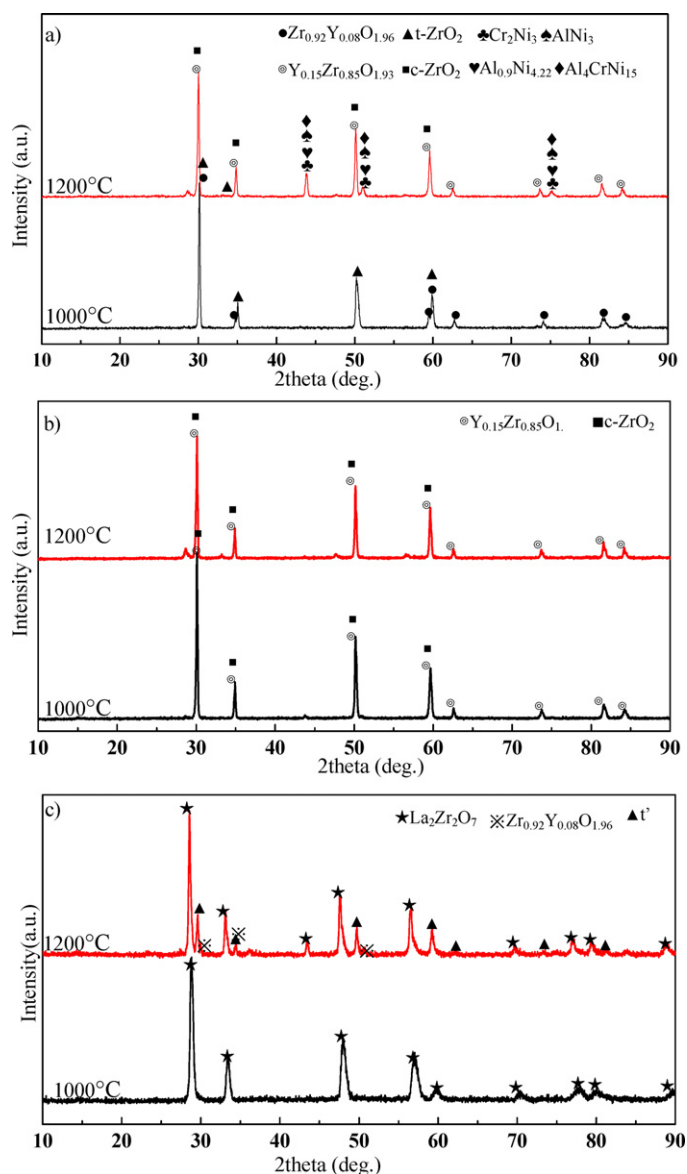 a) ●Zr0.92Y0.08O1.96 ▲t-ZrO2 ♣Cr2Ni3 ♠AlNi3
◎Y0.15Zr0.85O1.93 ■c-ZrO2 ♥Al0.9Ni4.22 ♦Al4CrNi15
Intensity (a.u.)
1200°C
1000°C
10 20 30 40 50 60 70 80 90
2theta (deg.)
b) ◎Y0.15Zr0.85O1. ■c-ZrO2
Intensity (a.u.)
1200°C
1000°C
10 20 30 40 50 60 70 80 90
2theta (deg.)
c) ★La2Zr2O7 ※Zr0.92Y0.08O1.96 ▲t’
Intensity(a.u.)
1200°C
1000°C
10 20 30 40 50 60 70 80 90
2theta (deg.)